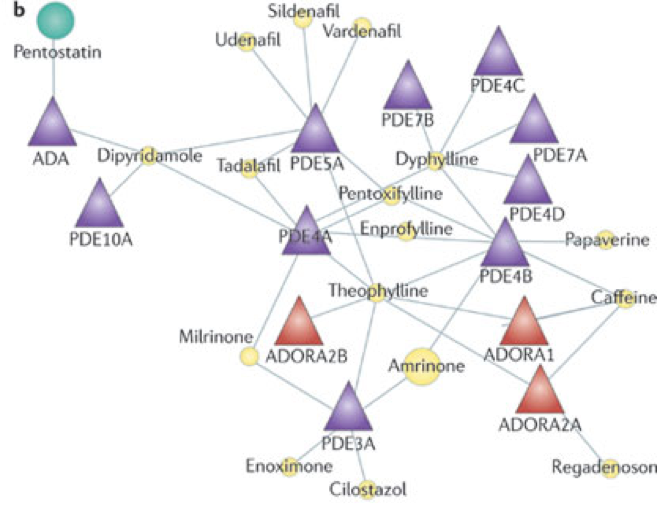 b
Sildenafil
Udenafil
Vardenafil
Pentostatin
PDE4C
PDE7B
ADA
Dipyridamole
Tadalafil
PDE5A
Dyphylline
PDE7A
Pentoxifylline
PDE4D
PDE10A
PDE4A
Enprofylline
Papaverine
PDE4B
Theophylline
Caffeine
Milrinone
ADORA2B
Amrinone
ADORA1
ADORA2A
PDE3A
Enoximone
Regadenoson
Cilostazol